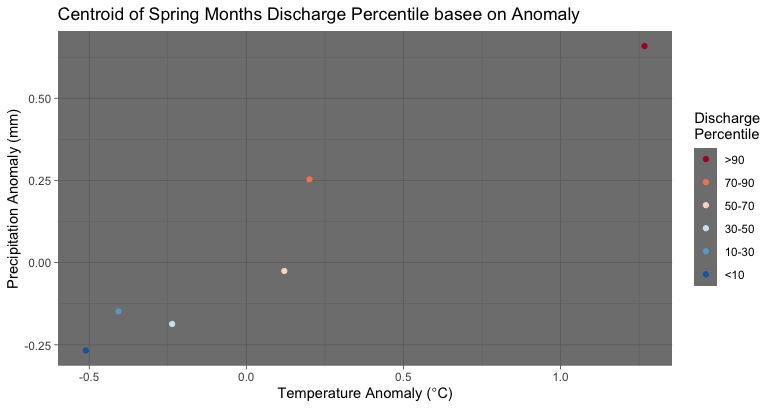 Centroid of Spring Months Discharge Percentile basee on Anomaly
Precipitation Anomaly (mm)
0.50
0.25
0.00
-0.25
-0.5
0.0
0.5
1.0
Temperature Anomaly (°C)
Discharge
Percentile
>90
70-90
50-70
30-50
10-30
<10